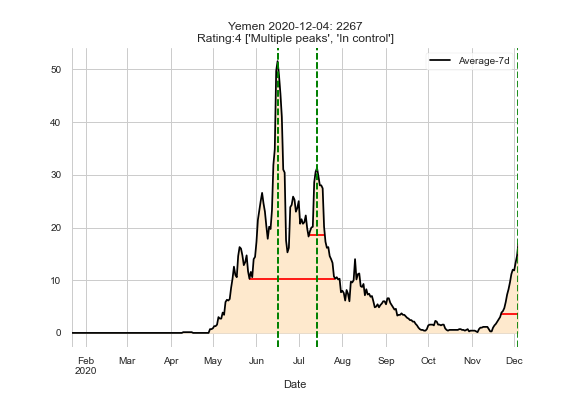 Yemen 2020-12-04: 2267
Rating:4 ['Multiple peaks', 'In control']
Average-7d
50
40
30
20
10
0
Feb Mar Apr May Jun Jul Aug Sep Oct Nov Dec
2020
Date